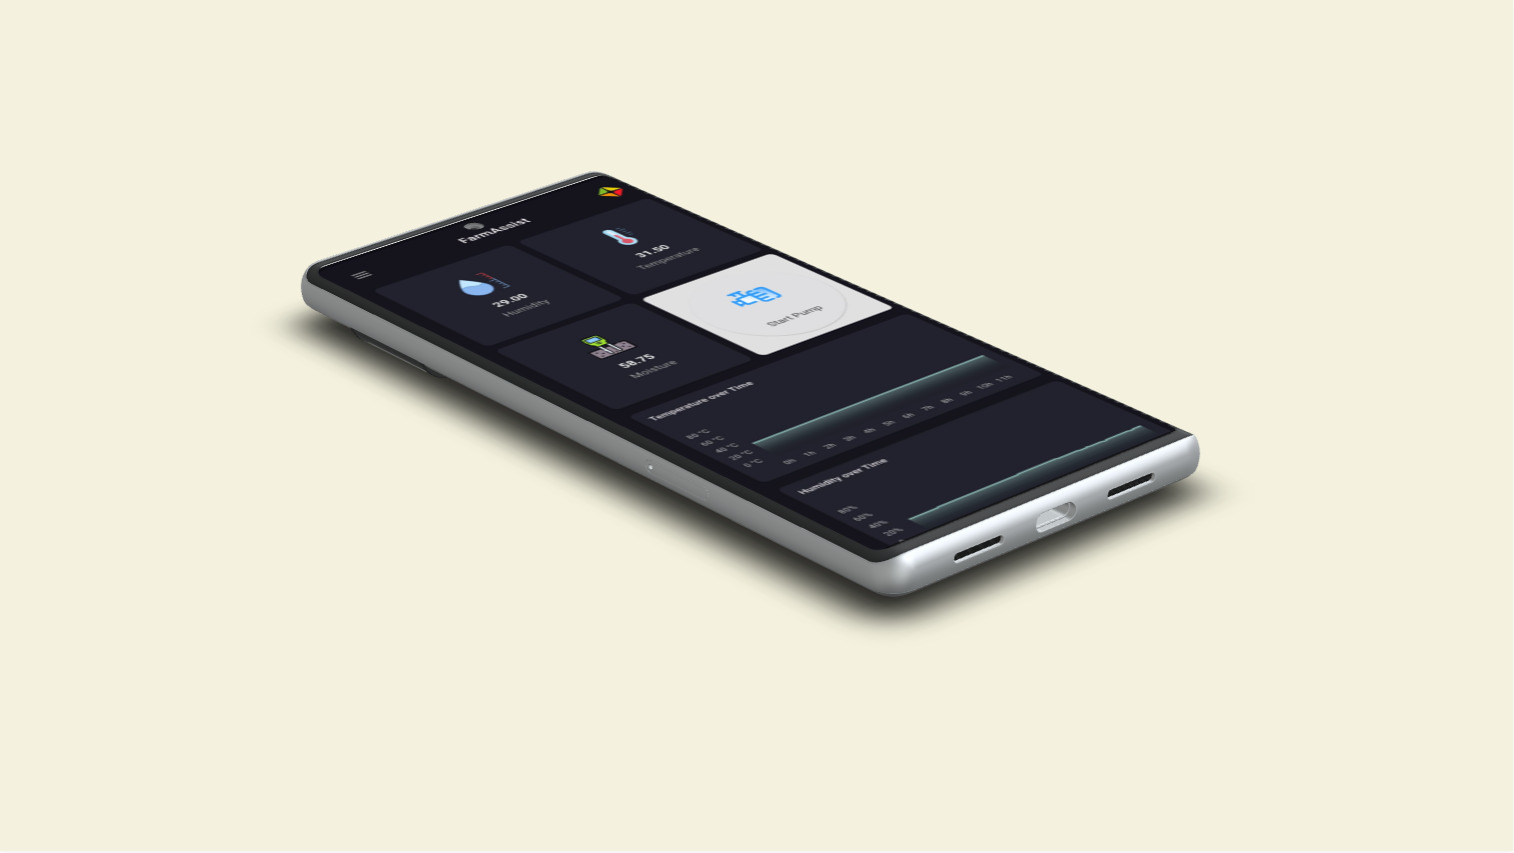 FarmAssist
29.00
Humidity
31.50
Temperature
58.75
Moisture
Start Pump
Temperature over Time
80 °C
60 °C
40 °C
20 °C
0 °C
0h 1h 2h 3h 4h 5h 6h 7h 8h 9h 10h 11h
Humidity over Time
80%
60%
40%
20%